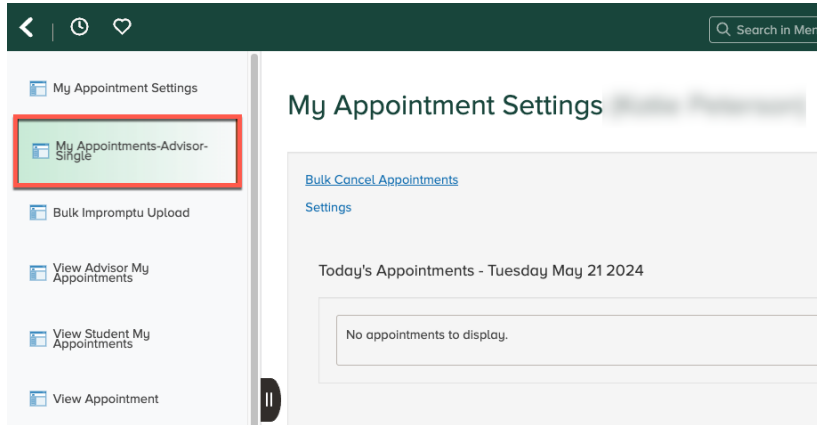 Search in Mer
My Appointment Settings
My Appointments-Advisor-
Single
Bulk Impromptu Upload
View Advisor My
Appointments
View Student My
Appointments
View Appointment
My Appointment Settings
Bulk Cancel Appointments
Settings
Today's Appointments - Tuesday May 21 2024
No appointments to display.